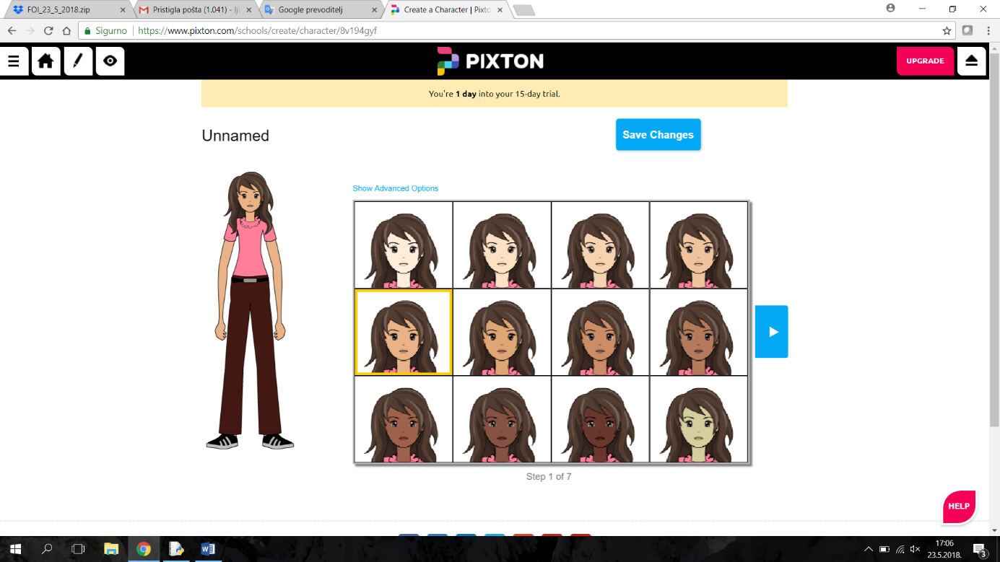 FOI_23_5_2018.zip
Pristigla pošta (1.041) - lji
Google prevoditelj
Create a Character | Pixto
Sigurno
https://www.pixton.com/schools/create/character/8v194gyf
PIXTON
UPGRADE
You're 1 day into your 15-day trial.
Unnamed
Save Changes
Show Advanced Options
Step 1 of 7
HELP
17:06
23.5.2018.
3